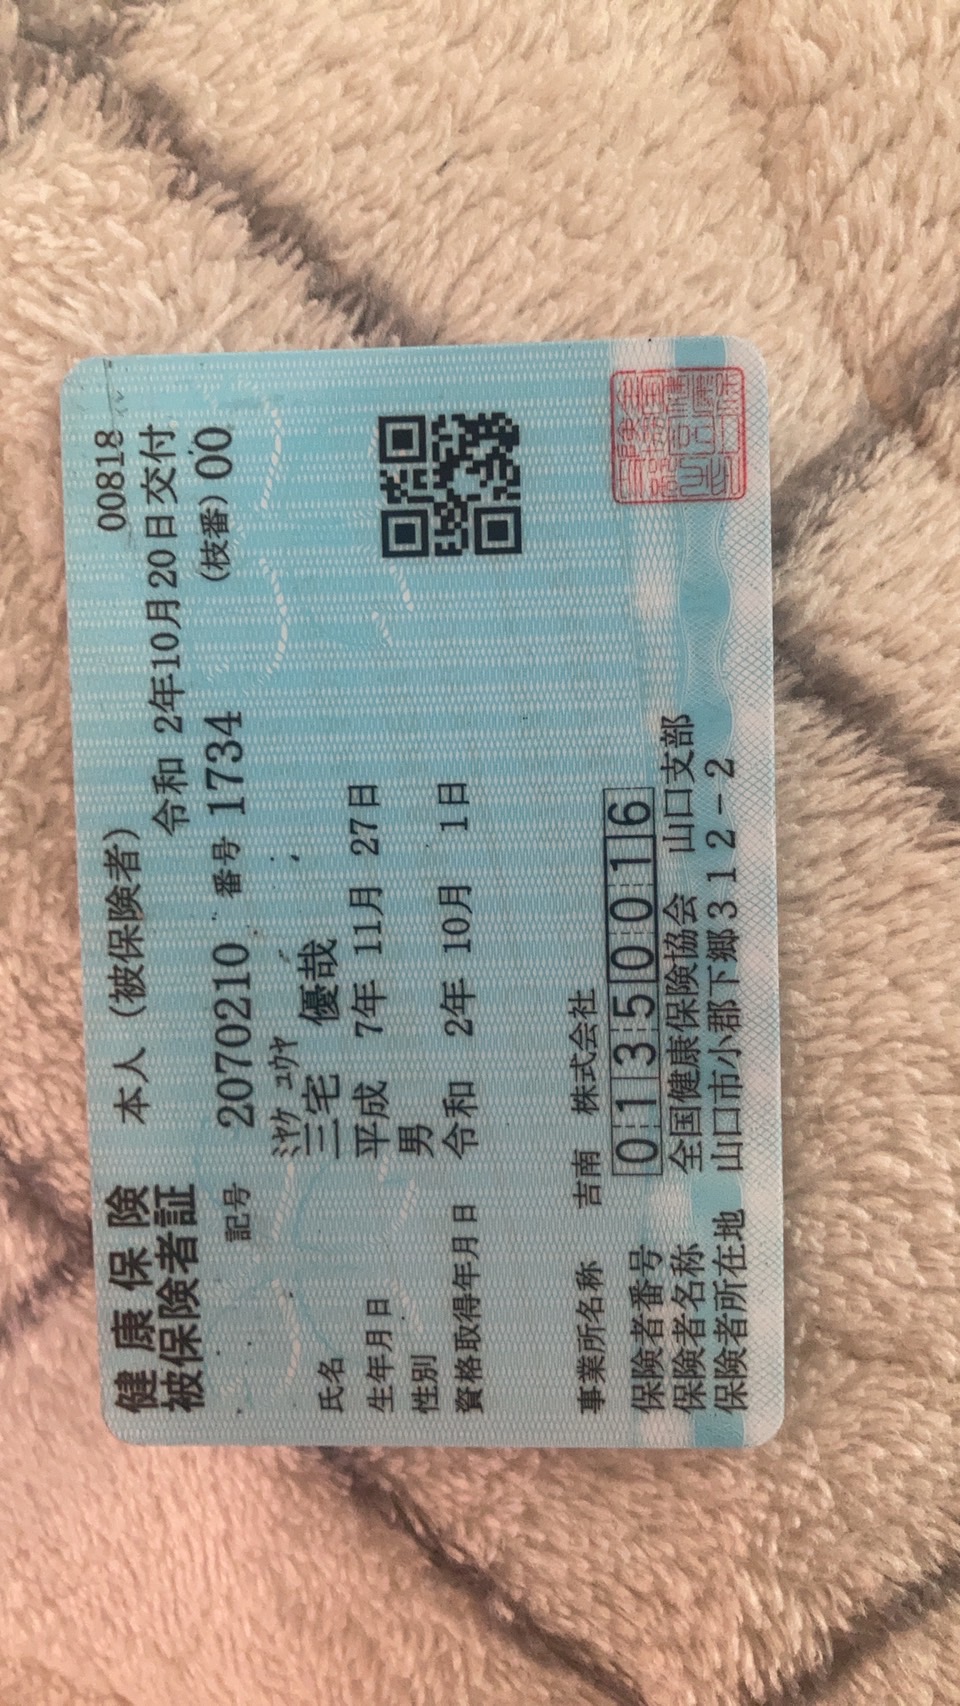 健康保険 本人（被保険者） 00818
被保険者証 令和 2年10月20日交付
記号 2070210 番号 1734 （枝番）00
ﾐﾔｹ ﾕｳﾔ
氏名 三宅 優哉
生年月日 平成 7年 11月 27日
性別 男
資格取得年月日 令和 2年 10月 1日
事業所名称 吉南 株式会社
保険者番号 01350016
保険者名称 全国健康保険協会 山口支部
保険者所在地 山口市小郡下郷312-2